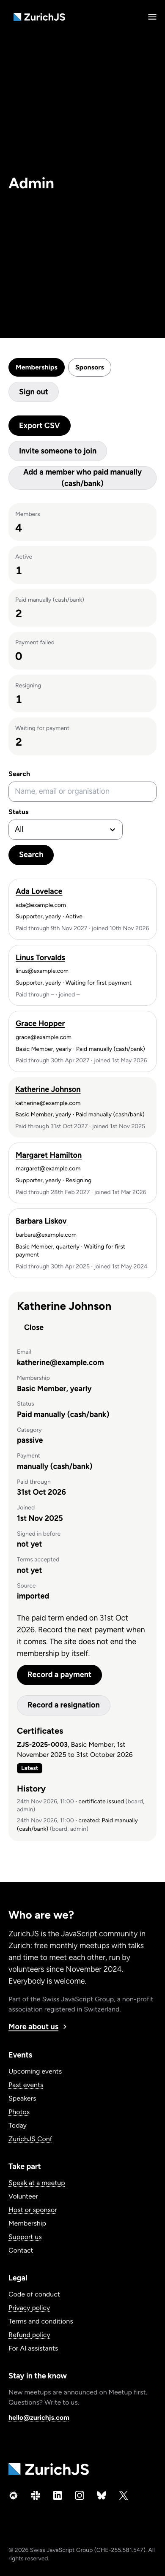 ZurichJS
Admin
Memberships
Sponsors
Sign out
Export CSV
Invite someone to join
Add a member who paid manually
(cash/bank)
Members
4
Active
1
Paid manually (cash/bank)
2
Payment failed
0
Resigning
1
Waiting for payment
2
Search
Name, email or organisation
Status
All
Search
Ada Lovelace
ada@example.com
Supporter, yearly · Active
Paid through 9th Nov 2027 · joined 10th Nov 2026
Linus Torvalds
linus@example.com
Supporter, yearly · Waiting for first payment
Paid through – · joined –
Grace Hopper
grace@example.com
Basic Member, yearly · Paid manually (cash/bank)
Paid through 30th Apr 2027 · joined 1st May 2026
Katherine Johnson
katherine@example.com
Basic Member, yearly · Paid manually (cash/bank)
Paid through 31st Oct 2027 · joined 1st Nov 2025
Margaret Hamilton
margaret@example.com
Supporter, yearly · Resigning
Paid through 28th Feb 2027 · joined 1st Mar 2026
Barbara Liskov
barbara@example.com
Basic Member, quarterly · Waiting for first
payment
Paid through 30th Apr 2025 · joined 1st May 2024
Katherine Johnson
Close
Email
katherine@example.com
Membership
Basic Member, yearly
Status
Paid manually (cash/bank)
Category
passive
Payment
manually (cash/bank)
Paid through
31st Oct 2026
Joined
1st Nov 2025
Signed in before
not yet
Terms accepted
not yet
Source
imported
The paid term ended on 31st Oct
2026. Record the next payment when
it comes. The site does not end the
membership by itself.
Record a payment
Record a resignation
Certificates
ZJS-2025-0003, Basic Member, 1st
November 2025 to 31st October 2026
Latest
History
24th Nov 2026, 11:00 · certificate issued (board,
admin)
24th Nov 2026, 11:00 · created: Paid manually
(cash/bank) (board, admin)
Who are we?
ZurichJS is the JavaScript community in
Zurich: free monthly meetups with talks
and time to meet each other, run by
volunteers since November 2024.
Everybody is welcome.
Part of the Swiss JavaScript Group, a non-profit
association registered in Switzerland.
More about us
Events
Upcoming events
Past events
Speakers
Photos
Today
ZurichJS Conf
Take part
Speak at a meetup
Volunteer
Host or sponsor
Membership
Support us
Contact
Legal
Code of conduct
Privacy policy
Terms and conditions
Refund policy
For AI assistants
Stay in the know
New meetups are announced on Meetup first.
Questions? Write to us.
hello@zurichjs.com
ZurichJS
© 2026 Swiss JavaScript Group (CHE-255.581.547). All
rights reserved.